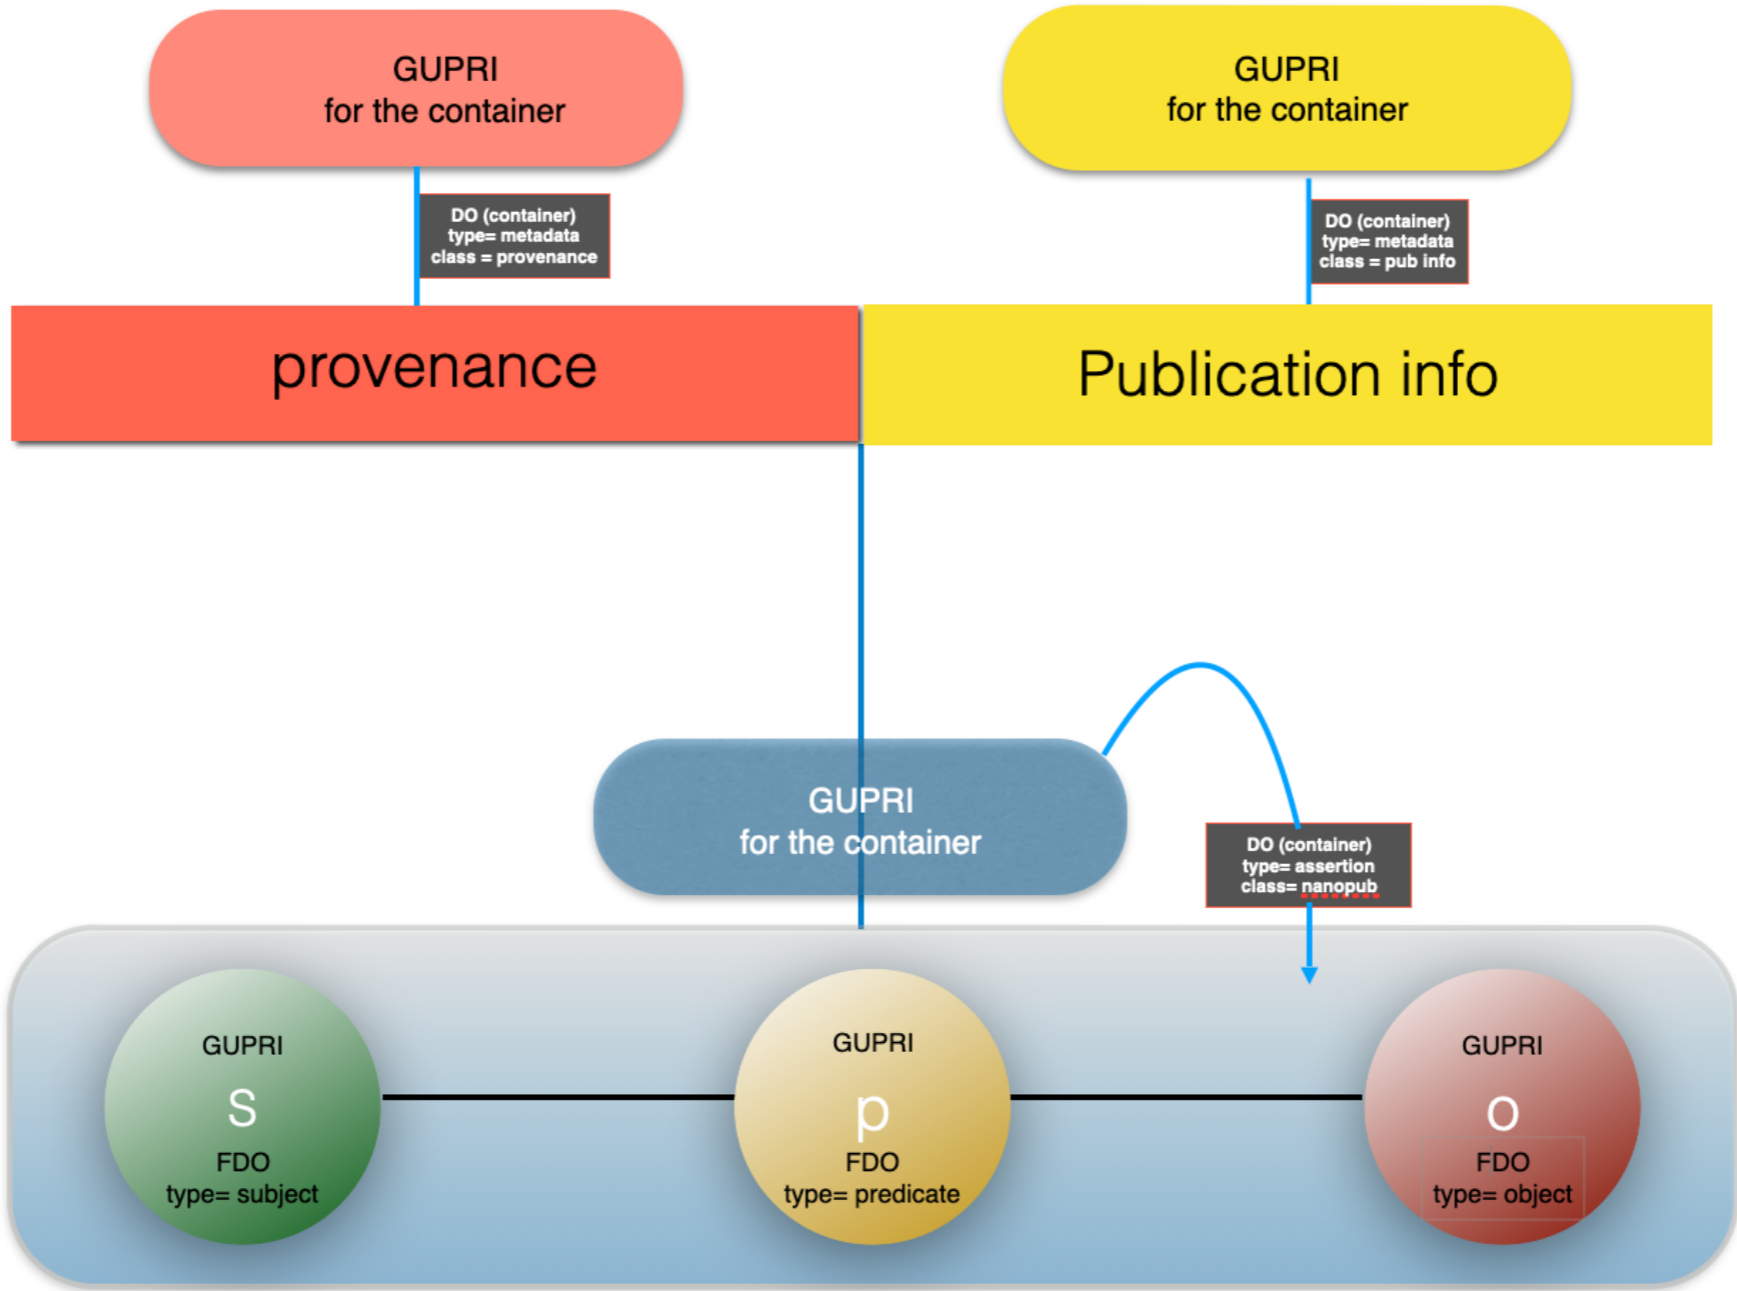 GUPRI
for the container
GUPRI
for the container
DO (container)
type= metadata
class = provenance
DO (container)
type= metadata
class = pub info
provenance
Publication info
GUPRI
for the container
DO (container)
type= assertion
class= nanopub
GUPRI
s
FDO
type= subject
GUPRI
p
FDO
type= predicate
GUPRI
o
FDO
type= object